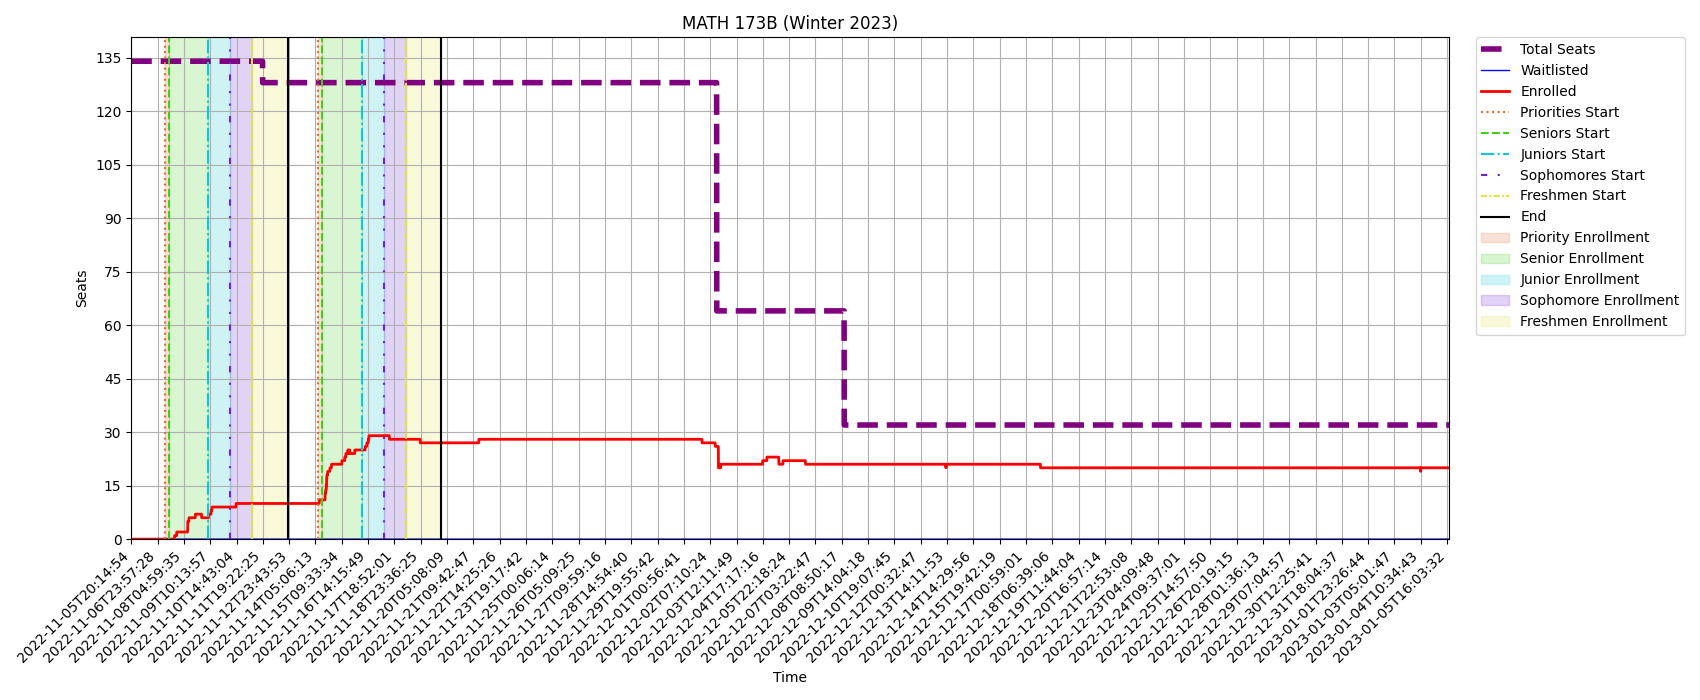 MATH 173B (Winter 2023)
135
120
105
90
75
60
45
30
15
0
Seats
2022-11-05T20:14:54
2022-11-06T23:57:28
2022-11-08T04:59:35
2022-11-09T10:13:57
2022-11-10T14:43:04
2022-11-11T19:22:25
2022-11-12T23:43:53
2022-11-14T05:06:13
2022-11-15T09:33:34
2022-11-16T14:15:49
2022-11-17T18:52:01
2022-11-18T23:36:25
2022-11-20T05:08:09
2022-11-21T09:42:47
2022-11-22T14:25:26
2022-11-23T19:17:42
2022-11-25T00:06:14
2022-11-26T05:09:25
2022-11-27T09:59:16
2022-11-28T14:54:40
2022-11-29T19:55:42
2022-12-01T00:56:41
2022-12-02T07:10:24
2022-12-03T12:11:49
2022-12-04T17:17:16
2022-12-05T22:18:24
2022-12-07T03:22:47
2022-12-08T08:50:17
2022-12-09T14:04:18
2022-12-10T19:07:45
2022-12-12T00:32:47
2022-12-13T14:11:53
2022-12-14T14:29:56
2022-12-15T19:42:19
2022-12-17T00:59:01
2022-12-18T06:39:06
2022-12-19T11:44:04
2022-12-20T16:57:14
2022-12-21T22:53:08
2022-12-23T04:09:48
2022-12-24T09:37:01
2022-12-25T14:57:50
2022-12-26T20:19:15
2022-12-28T01:36:13
2022-12-29T07:04:57
2022-12-30T12:25:41
2022-12-31T18:04:37
2023-01-01T23:26:44
2023-01-03T05:01:47
2023-01-04T10:34:43
2023-01-05T16:03:32
Time
Total Seats
Waitlisted
Enrolled
Priorities Start
Seniors Start
Juniors Start
Sophomores Start
Freshmen Start
End
Priority Enrollment
Senior Enrollment
Junior Enrollment
Sophomore Enrollment
Freshmen Enrollment